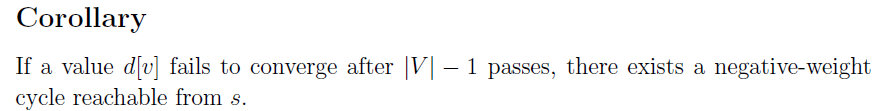 Corollary
If a value d[v] fails to converge after |V| − 1 passes, there exists a negative-weight
cycle reachable from s.